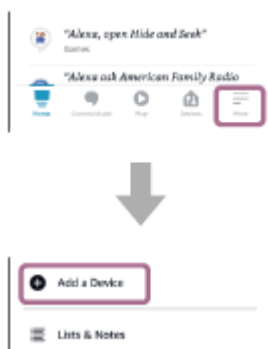 "Alexa, open Hide and Seek"
Games
"Alexa ask American Family Radio
Home Communicate Play Devices More
Add a Device
Lists & Notes